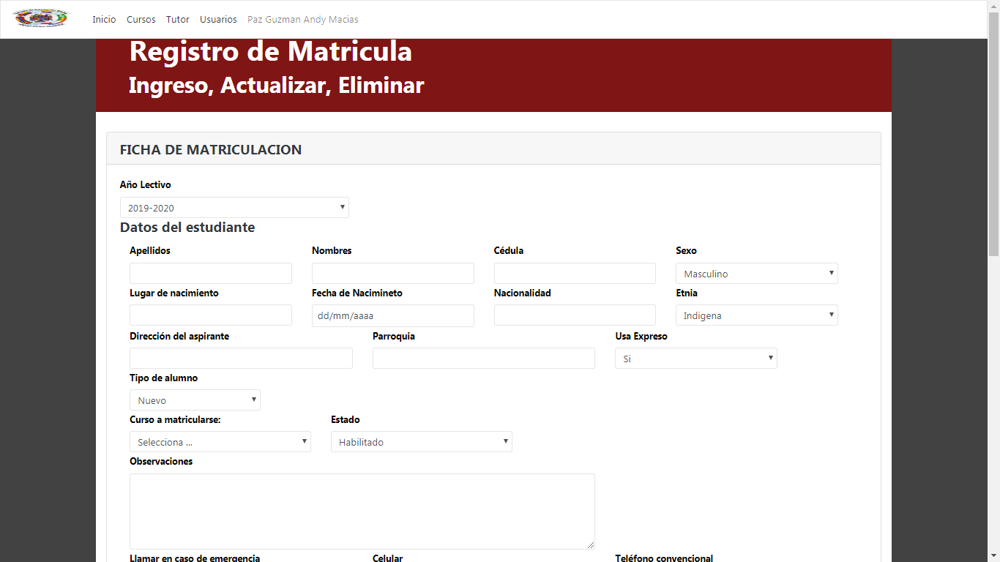 Inicio Cursos Tutor Usuarios Paz Guzman Andy Macias
Registro de Matricula
Ingreso, Actualizar, Eliminar
FICHA DE MATRICULACION
Año Lectivo
2019-2020
Datos del estudiante
Apellidos Nombres Cédula Sexo
Masculino
Lugar de nacimiento Fecha de Nacimineto Nacionalidad Etnia
dd/mm/aaaa Indigena
Dirección del aspirante Parroquia Usa Expreso
Si
Tipo de alumno
Nuevo
Curso a matricularse: Estado
Selecciona ... Habilitado
Observaciones
Llamar en caso de emergencia Celular Teléfono convencional